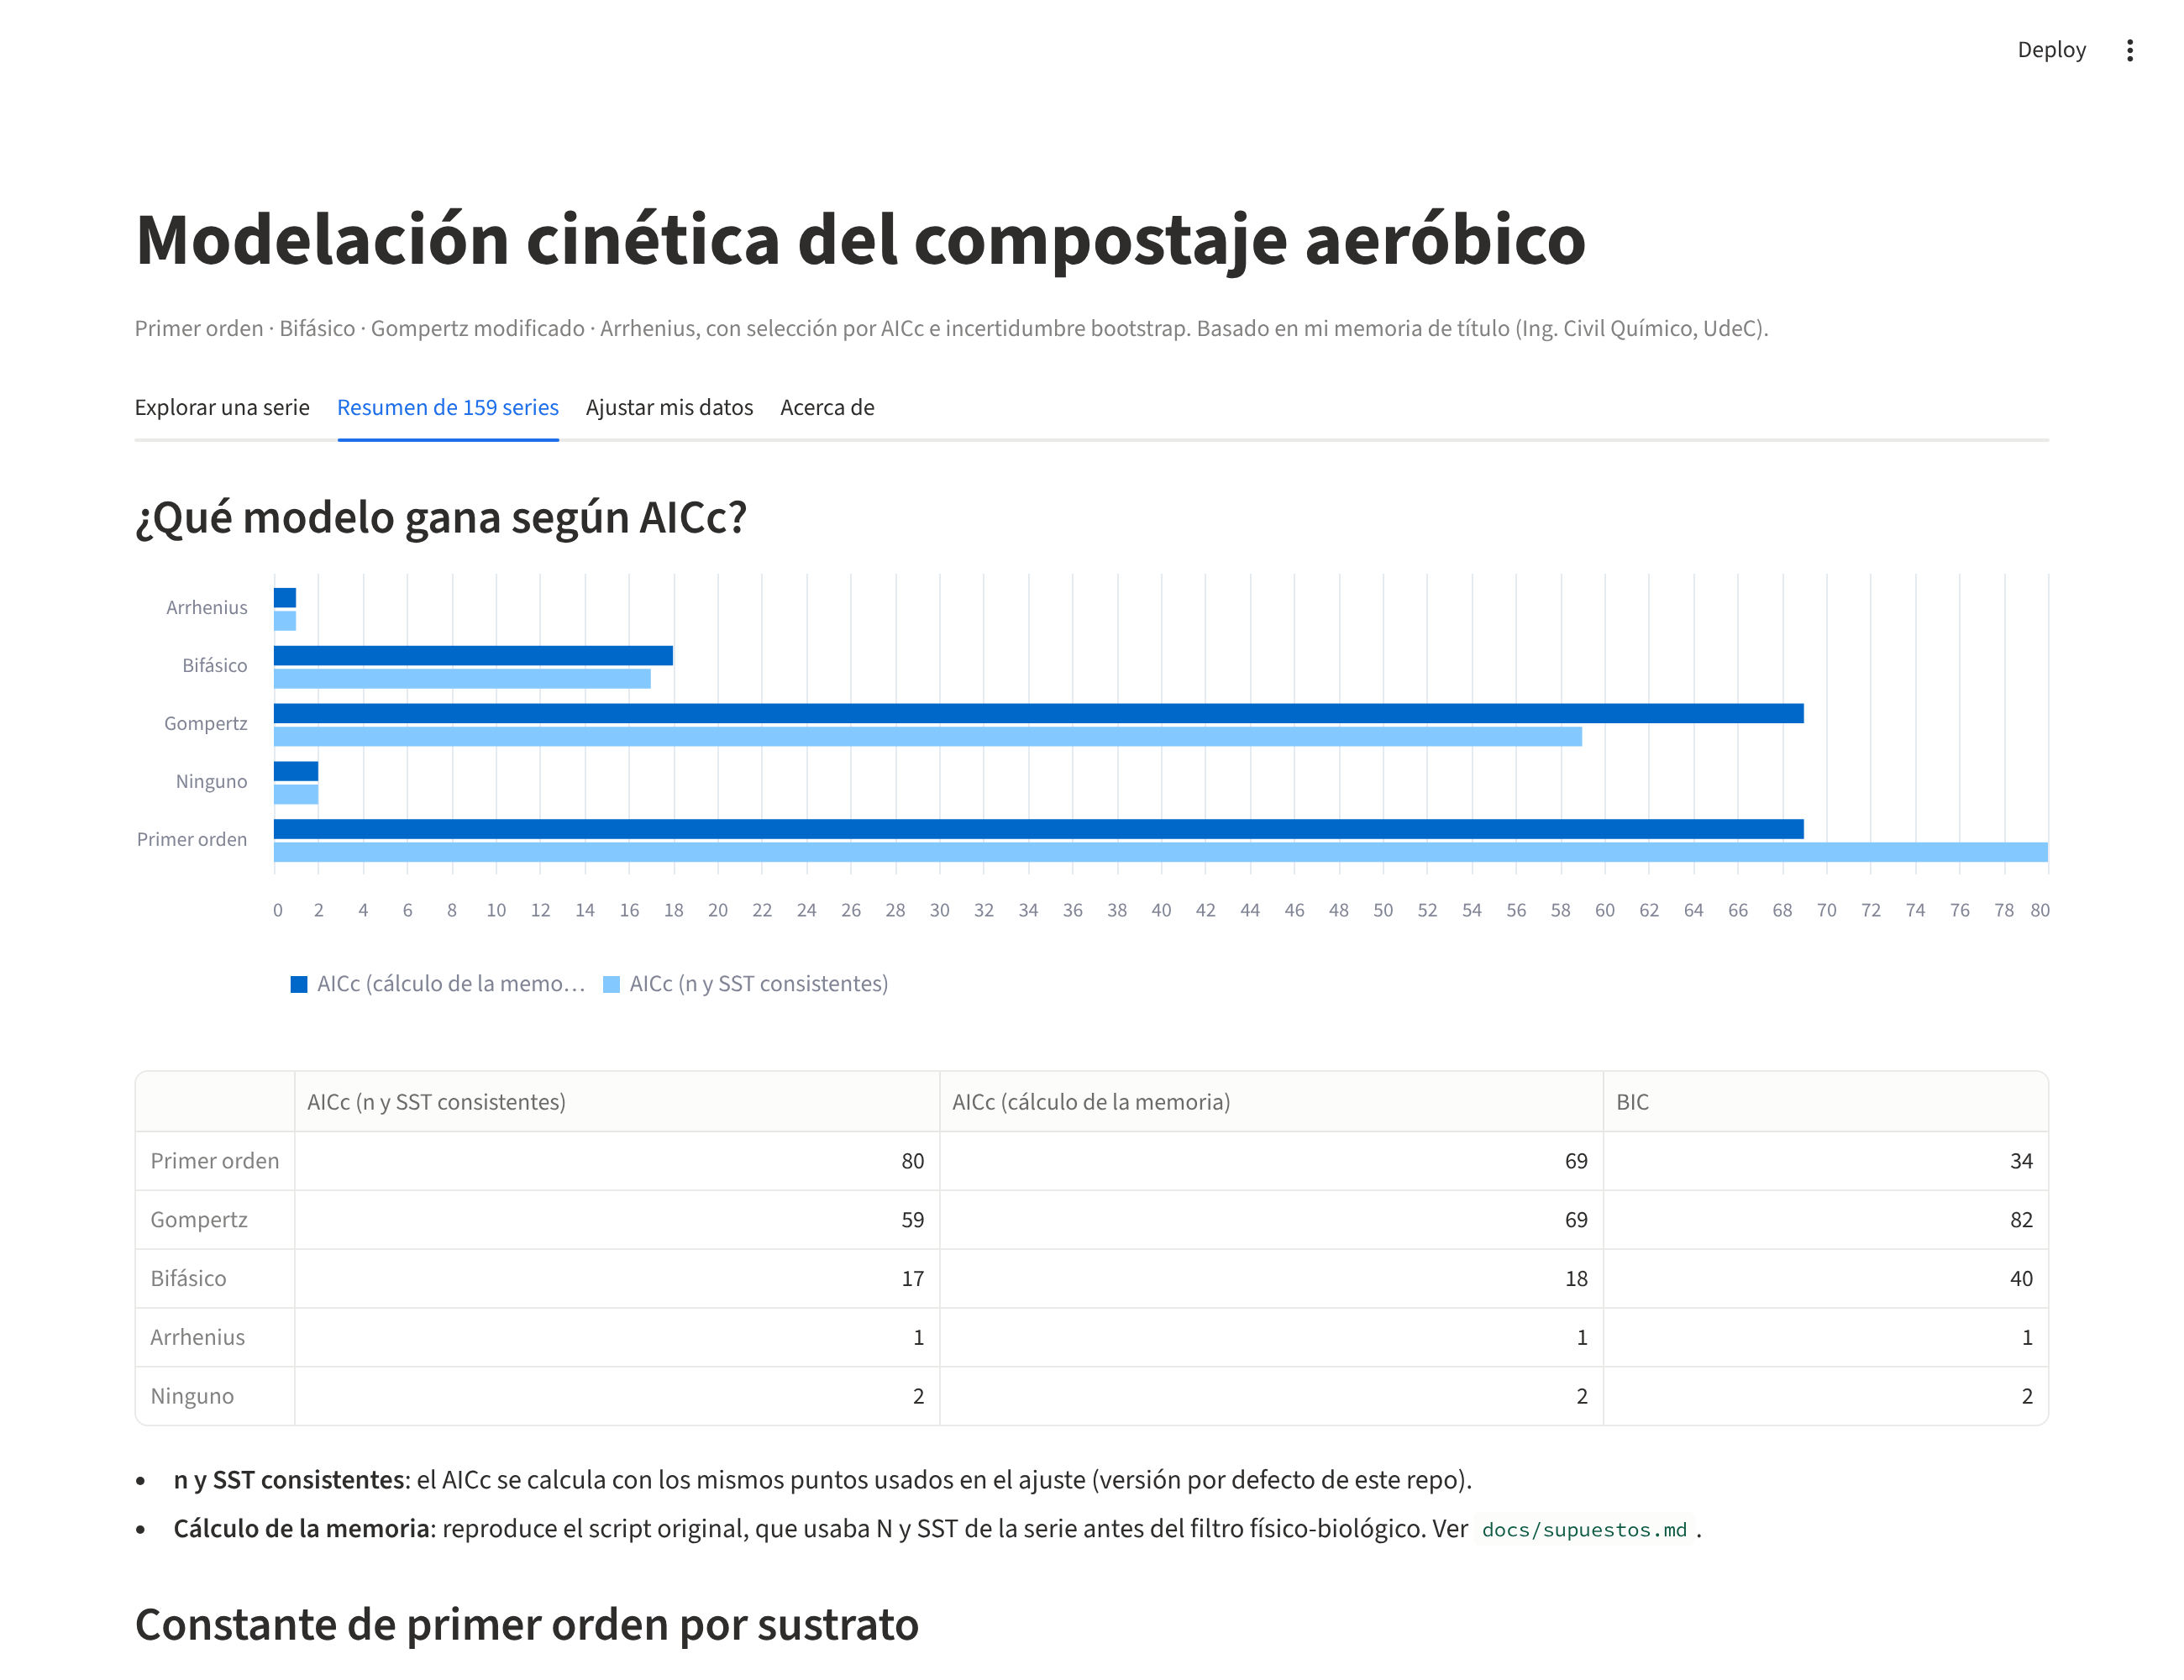 Deploy
Modelación cinética del compostaje aeróbico
Primer orden · Bifásico · Gompertz modificado · Arrhenius, con selección por AICc e incertidumbre bootstrap. Basado en mi memoria de título (Ing. Civil Químico, UdeC).
Explorar una serie Resumen de 159 series Ajustar mis datos Acerca de
¿Qué modelo gana según AICc?
Arrhenius
Bifásico
Gompertz
Ninguno
Primer orden
0 2 4 6 8 10 12 14 16 18 20 22 24 26 28 30 32 34 36 38 40 42 44 46 48 50 52 54 56 58 60 62 64 66 68 70 72 74 76 78 80
AICc (cálculo de la memo… AICc (n y SST consistentes)
AICc (n y SST consistentes) AICc (cálculo de la memoria) BIC
Primer orden 80 69 34
Gompertz 59 69 82
Bifásico 17 18 40
Arrhenius 1 1 1
Ninguno 2 2 2
• n y SST consistentes: el AICc se calcula con los mismos puntos usados en el ajuste (versión por defecto de este repo).
• Cálculo de la memoria: reproduce el script original, que usaba N y SST de la serie antes del filtro físico-biológico. Ver docs/supuestos.md .
Constante de primer orden por sustrato